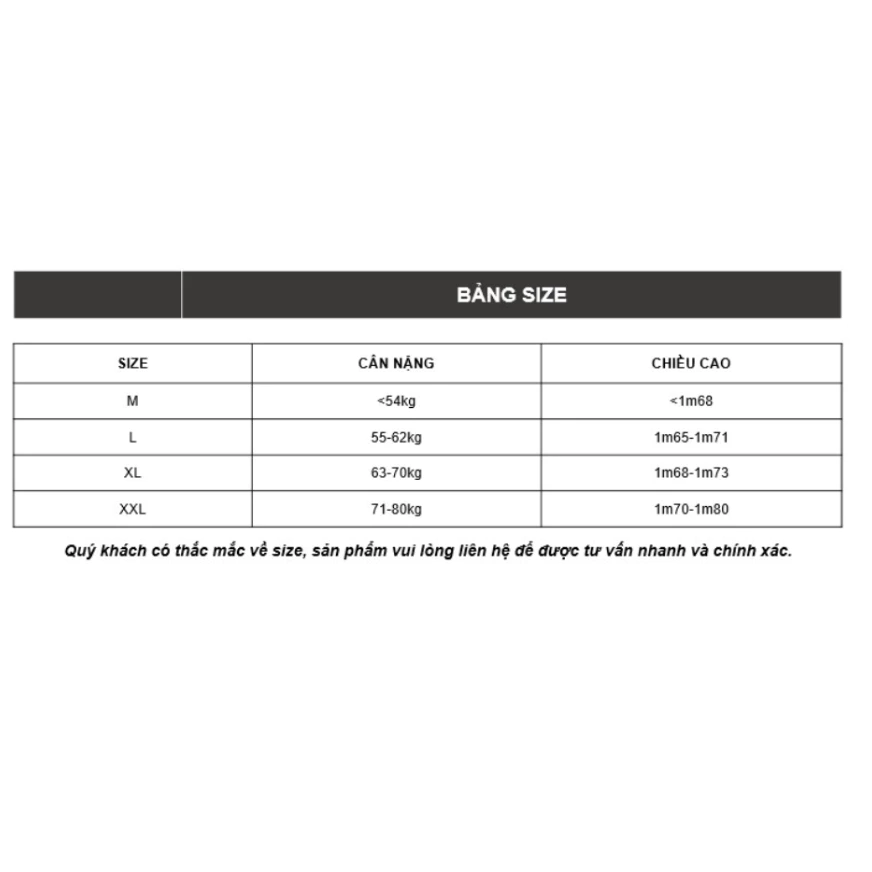 BẢNG SIZE
SIZE CÂN NẶNG CHIỀU CAO
M <54kg <1m68
L 55-62kg 1m65-1m71
XL 63-70kg 1m68-1m73
XXL 71-80kg 1m70-1m80
Quý khách có thắc mắc về size, sản phẩm vui lòng liên hệ để được tư vấn nhanh và chính xác.